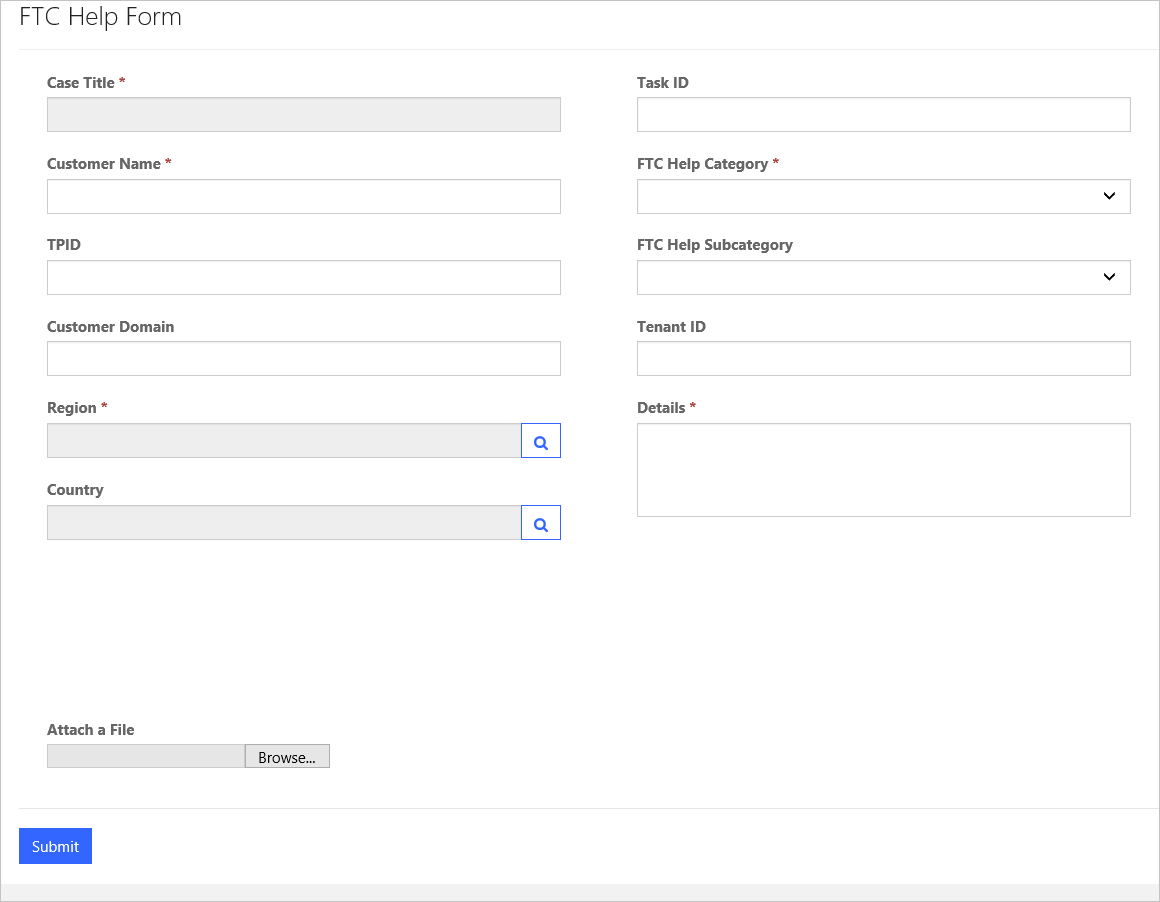 FTC Help Form
Case Title *
Task ID
Customer Name *
FTC Help Category *
TPID
FTC Help Subcategory
Customer Domain
Tenant ID
Region *
Details *
Country
Attach a File
Browse...
Submit